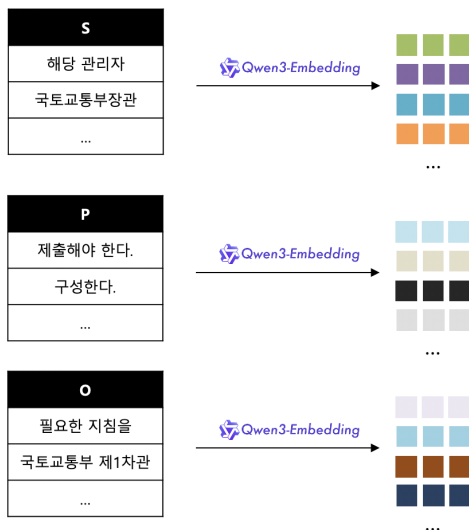 S
해당 관리자
Qwen3-Embedding
국토교통부장관
...
...
P
제출해야 한다.
Qwen3-Embedding
구성한다.
...
...
O
필요한 지침을
Qwen3-Embedding
국토교통부 제1차관
...
...